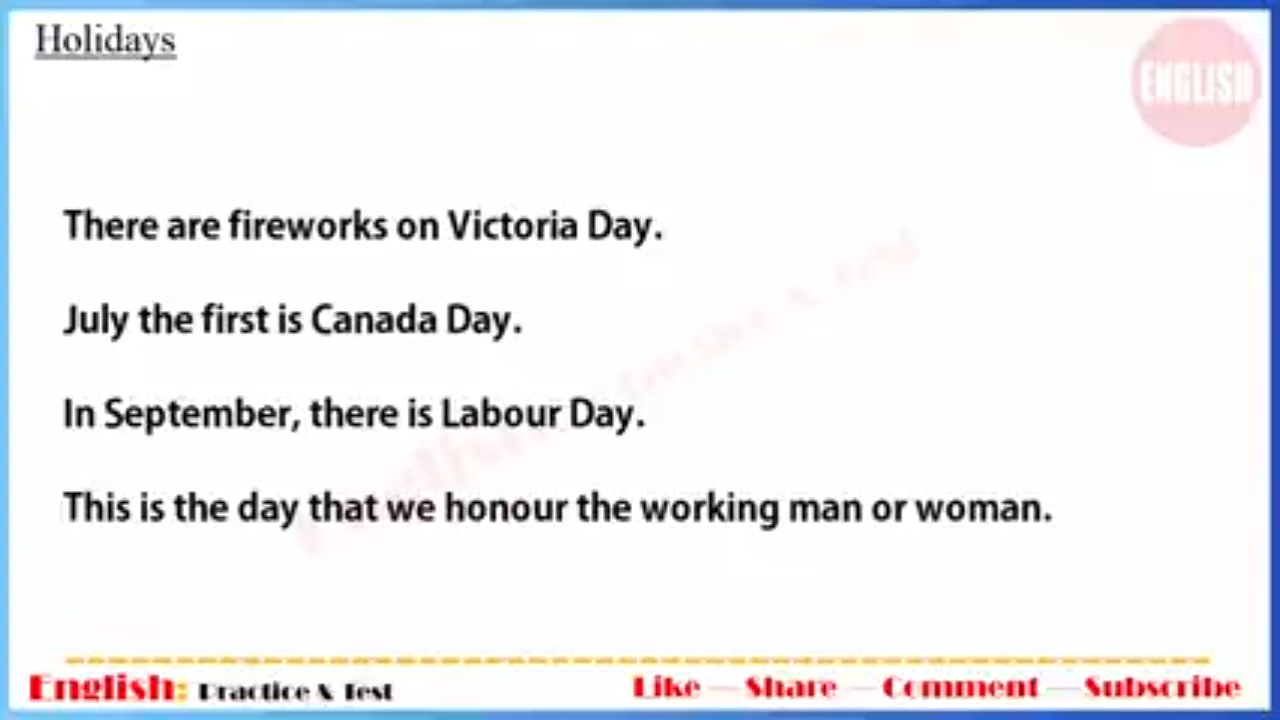 Holidays
ENGLISH
There are fireworks on Victoria Day.
July the first is Canada Day.
In September, there is Labour Day.
This is the day that we honour the working man or woman.
English: Practice & Test
Like — Share — Comment — Subscribe